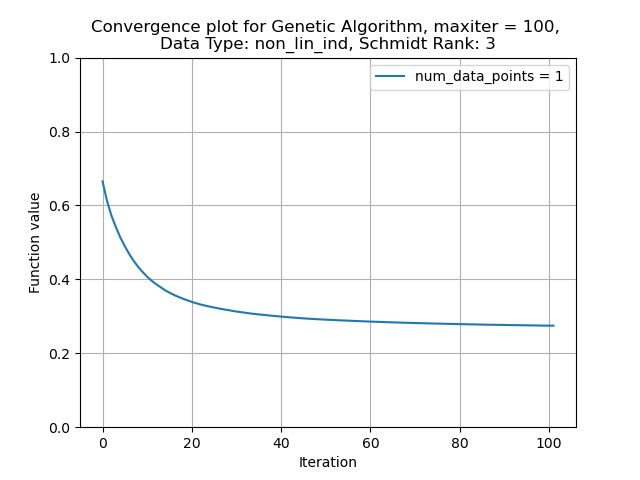 Convergence plot for Genetic Algorithm, maxiter = 100,
Data Type: non_lin_ind, Schmidt Rank: 3
num_data_points = 1
Function value
1.0
0.8
0.6
0.4
0.2
0.0
0 20 40 60 80 100
Iteration